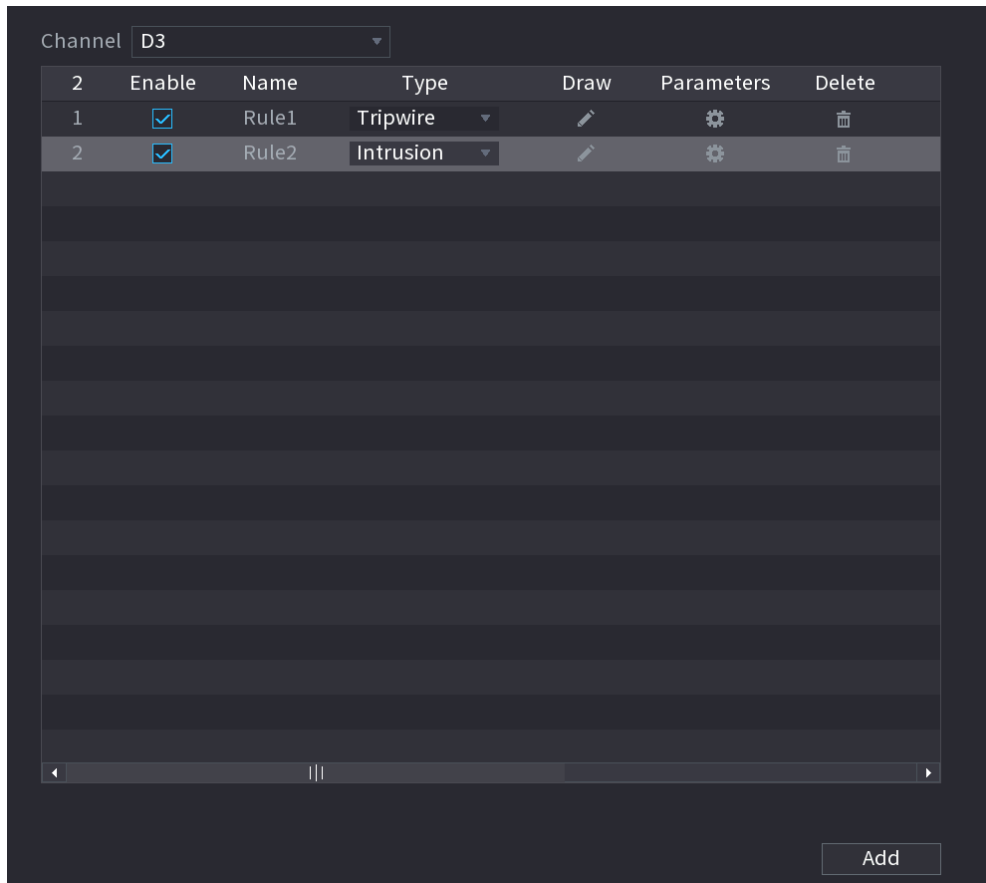 Channel D3
2 Enable Name Type Draw Parameters Delete
1 Rule1 Tripwire
2 Rule2 Intrusion
Add